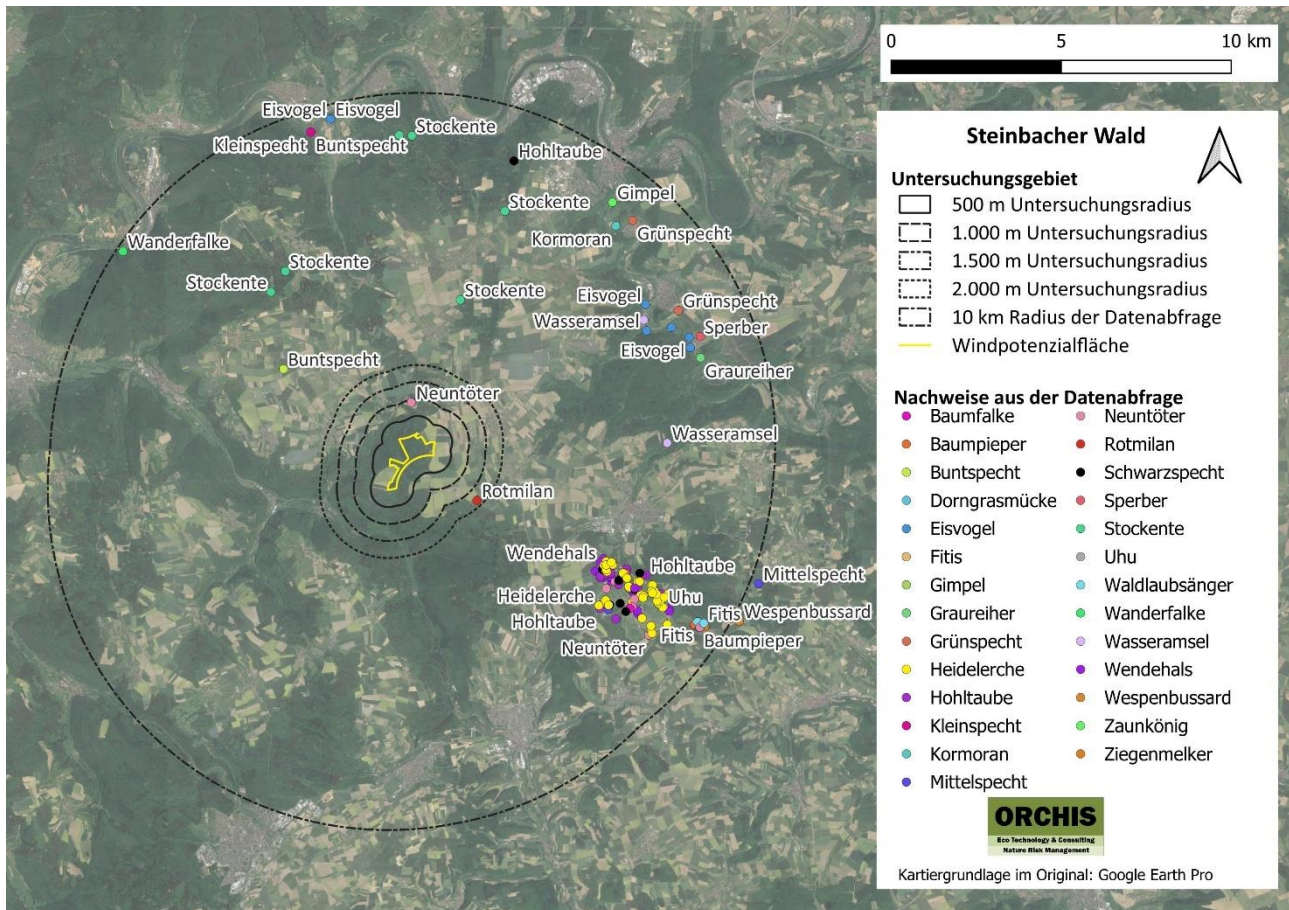 0 5 10 km
Steinbacher Wald
Untersuchungsgebiet
500 m Untersuchungsradius
1.000 m Untersuchungsradius
1.500 m Untersuchungsradius
2.000 m Untersuchungsradius
10 km Radius der Datenabfrage
Windpotenzialfläche
Nachweise aus der Datenabfrage
Baumfalke
Baumpieper
Buntspecht
Dorngrasmücke
Eisvogel
Fitis
Gimpel
Graureiher
Grünspecht
Heidelerche
Hohltaube
Kleinspecht
Kormoran
Mittelspecht
Neuntöter
Rotmilan
Schwarzspecht
Sperber
Stockente
Uhu
Waldlaubsänger
Wanderfalke
Wasseramsel
Wendehals
Wespenbussard
Zaunkönig
Ziegenmelker
ORCHIS
Eco Technology & Consulting
Nature Risk Management
Kartiergrundlage im Original: Google Earth Pro
Eisvogel Eisvogel
Kleinspecht Buntspecht Stockente
Hohltaube
Gimpel
Stockente
Kormoran Grünspecht
Wanderfalke
Stockente
Stockente
Stockente
Eisvogel Grünspecht
Wasseramsel Sperber
Eisvogel
Graureiher
Buntspecht
Neuntöter
Wasseramsel
Rotmilan
Wendehals Hohltaube
Mittelspecht
Heidelerche Uhu
Hohltaube Fitis Wespenbussard
Neuntöter Fitis Baumpieper